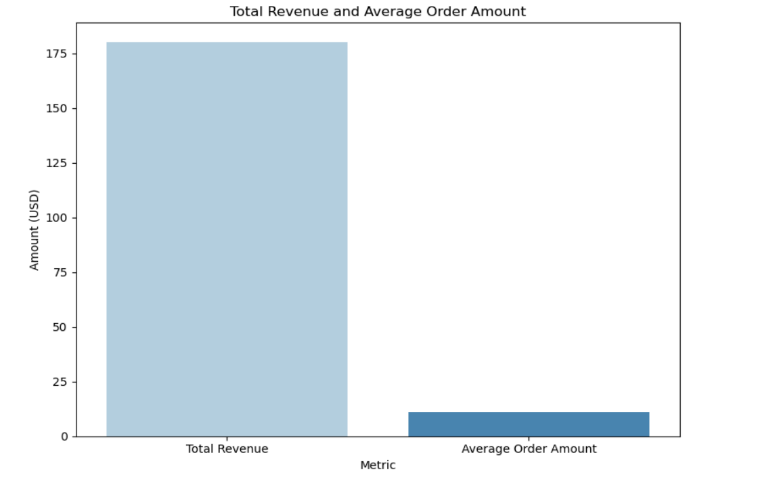 Total Revenue and Average Order Amount
175
150
125
100
75
50
25
0
Amount (USD)
Total Revenue
Average Order Amount
Metric